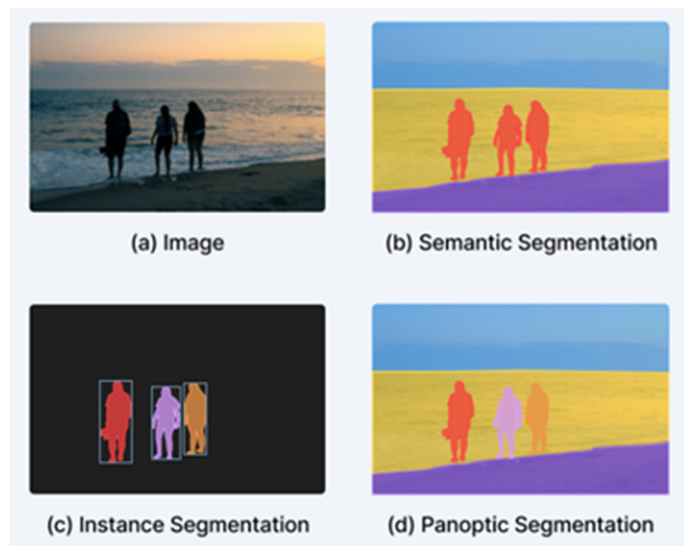 (a) Image
(b) Semantic Segmentation
(c) Instance Segmentation
(d) Panoptic Segmentation